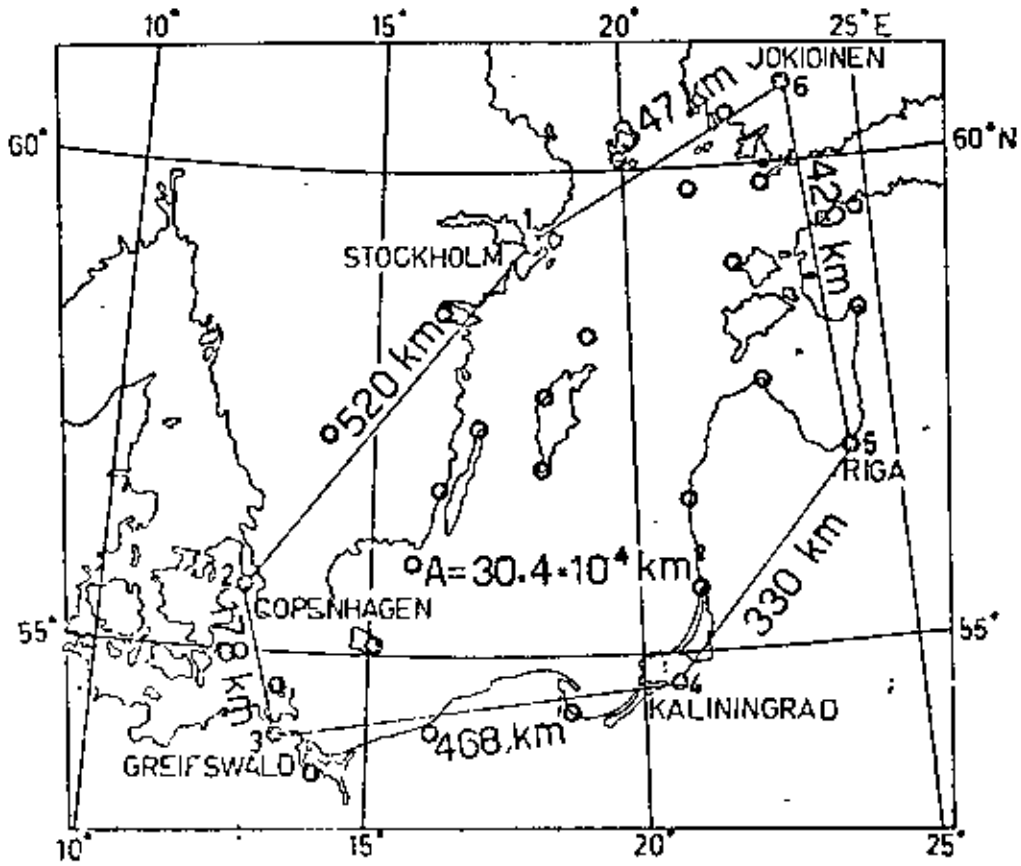 10° 15° 20° 25° E
JOKIOINEN
6
347 km
60° 60° N
429 km
1
STOCKHOLM
520 km
5
RIGA
330 km
A=30.4·10⁴ km²
2
COPENHAGEN
178 km
55° 55°
4
KALININGRAD
3
468 km
GREIFSWALD
10° 15° 20° 25°